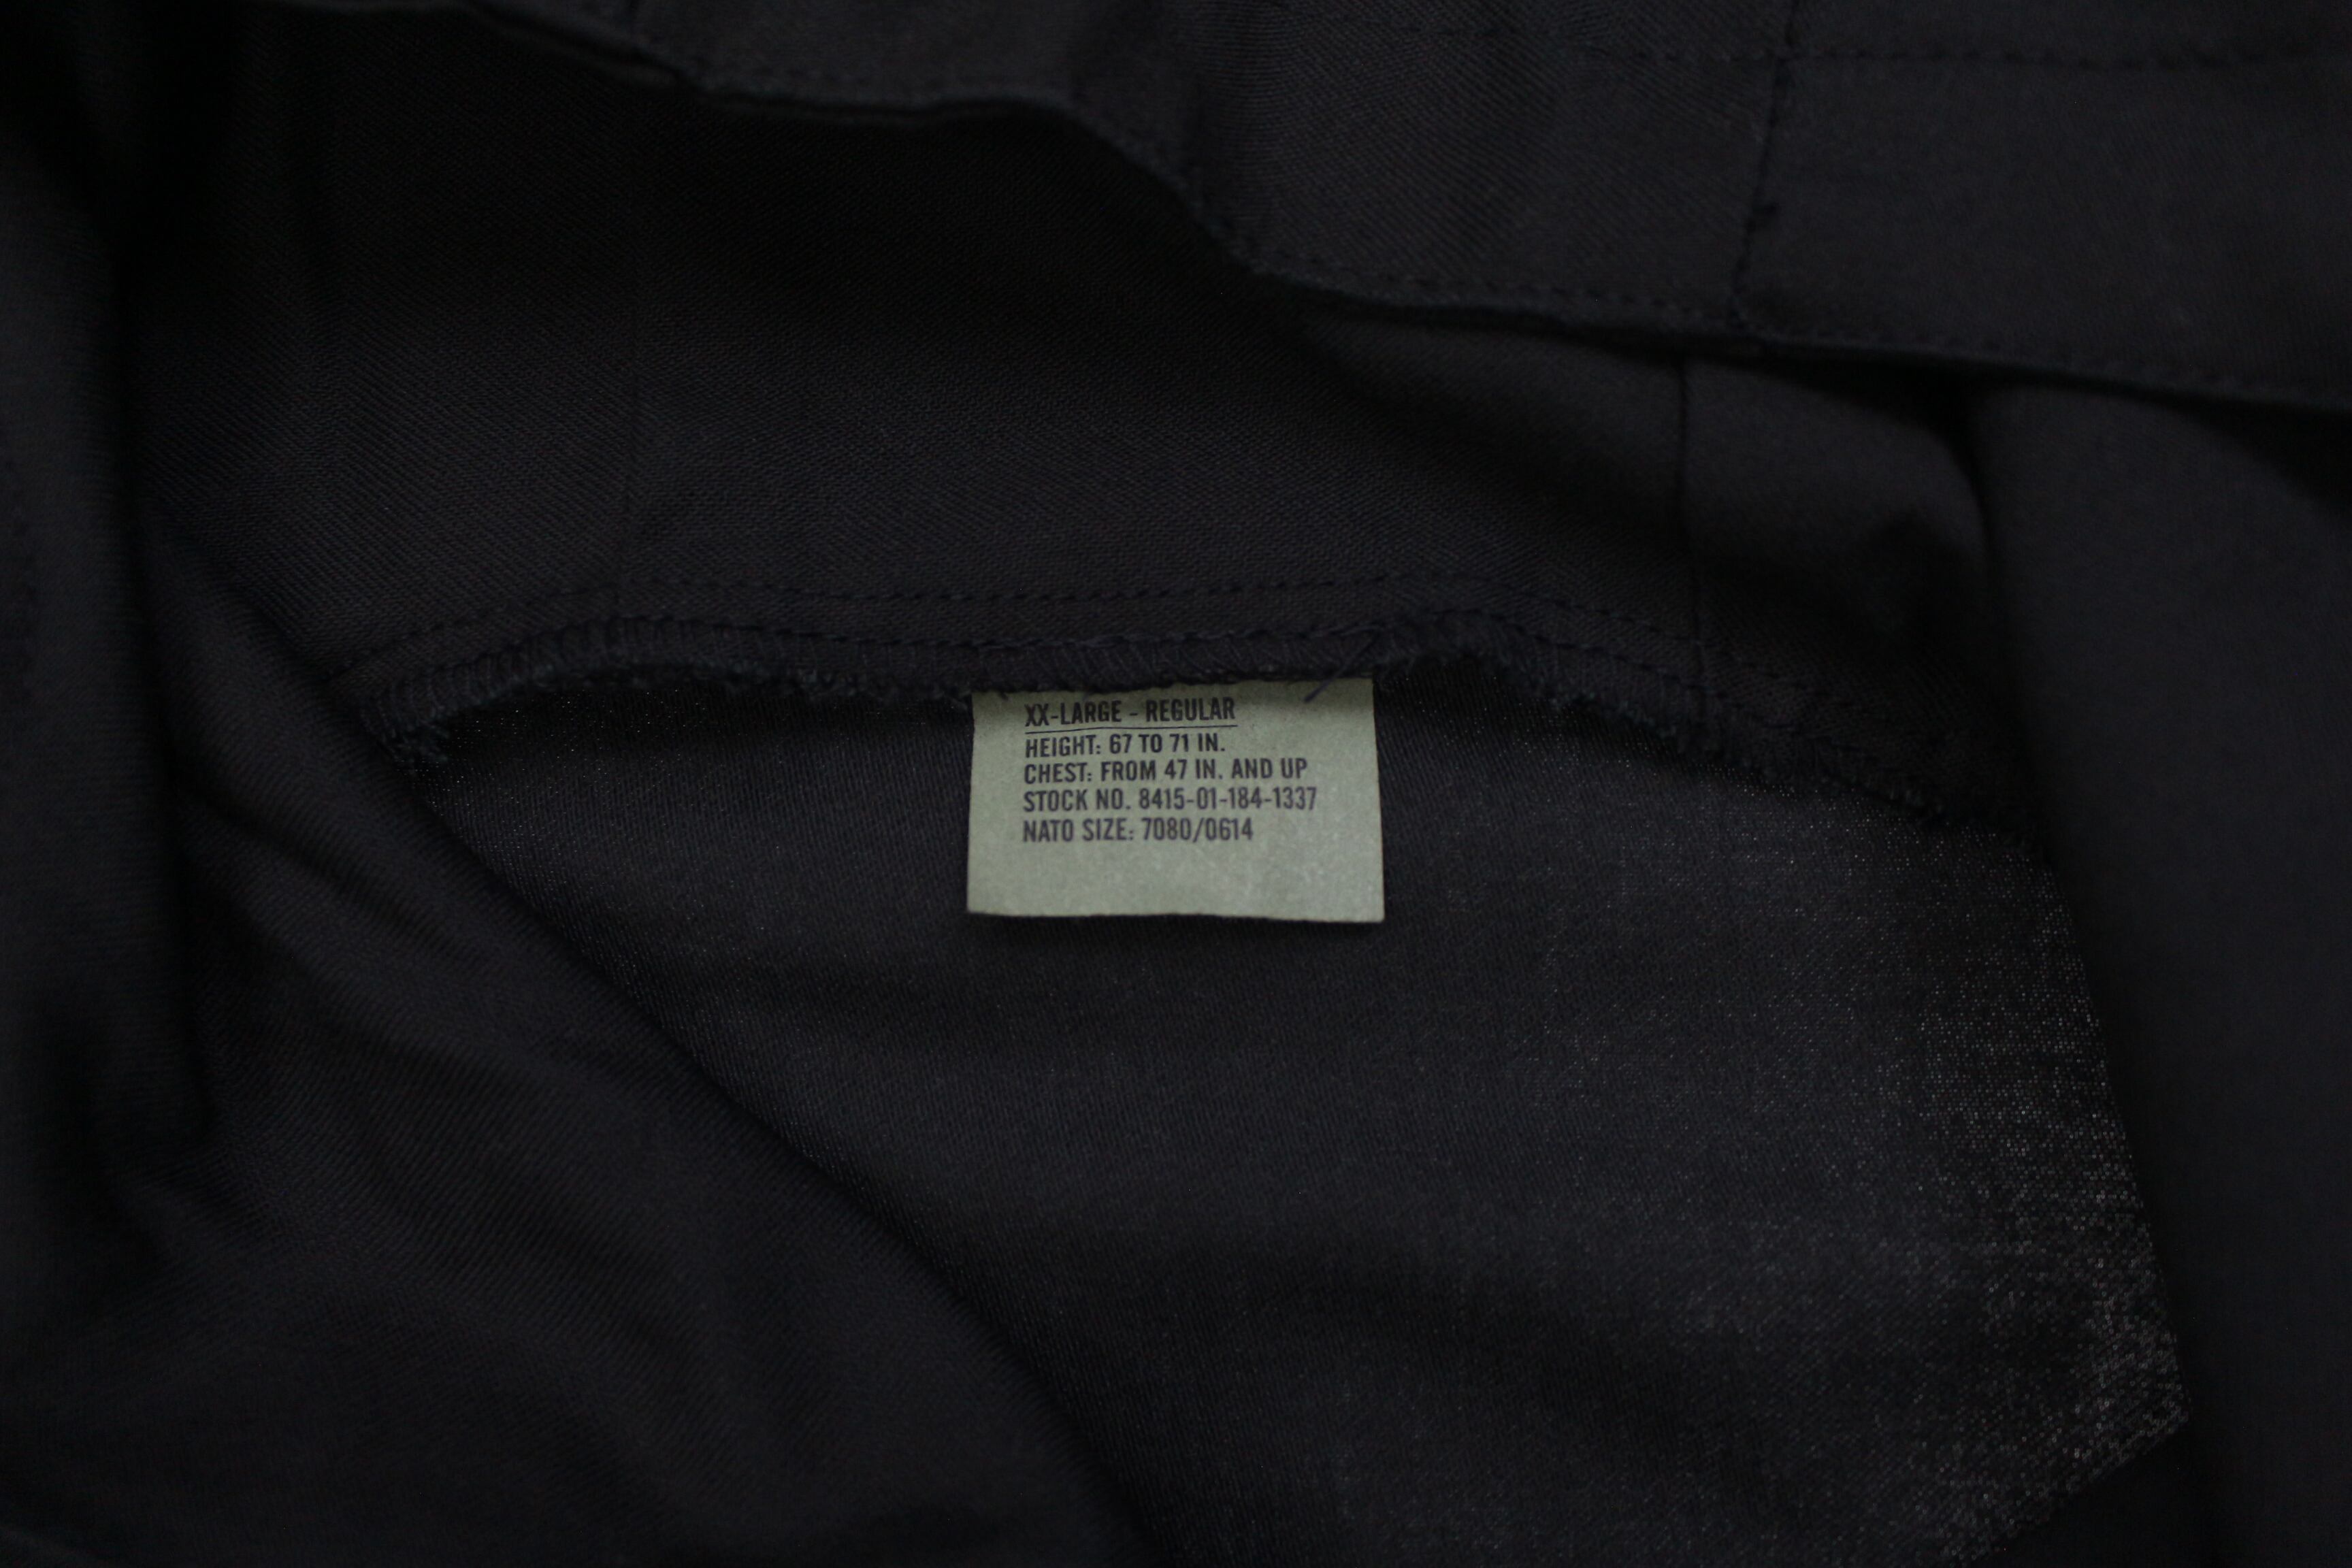 XX-LARGE - REGULAR
HEIGHT: 67 TO 71 IN.
CHEST: FROM 47 IN. AND UP
STOCK NO. 8415-01-184-1337
NATO SIZE: 7080/0614